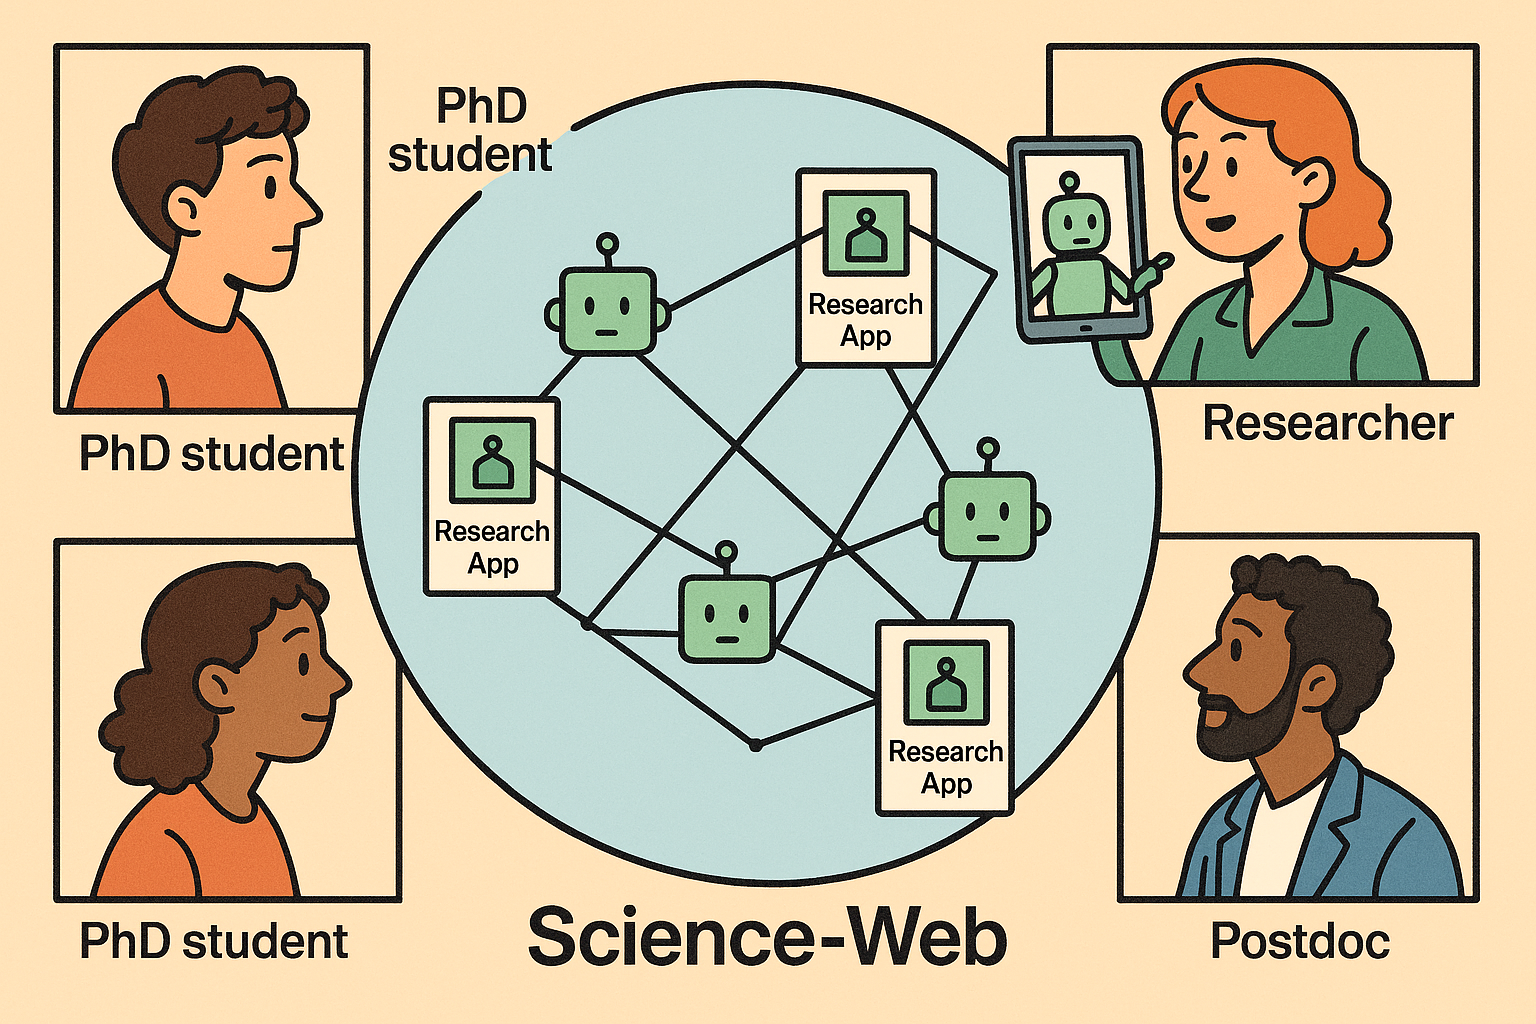 PhD
student
Research
App
PhD student
Researcher
Research
App
Research
App
PhD student
Science-Web
Postdoc